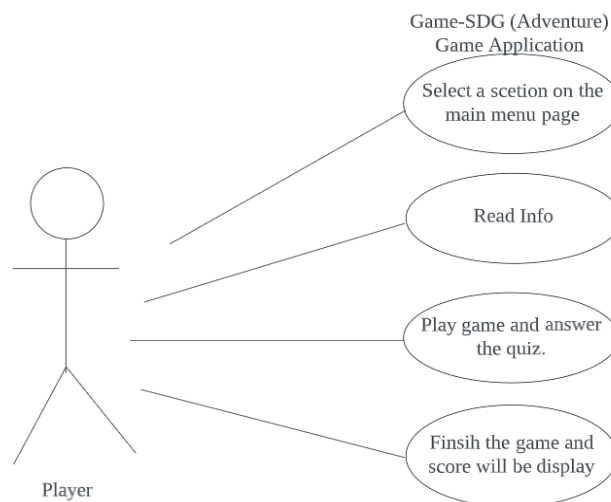 Game-SDG (Adventure)
Game Application
Select a scetion on the
main menu page
Read Info
Play game and answer
the quiz.
Finsih the game and
score will be display
Player